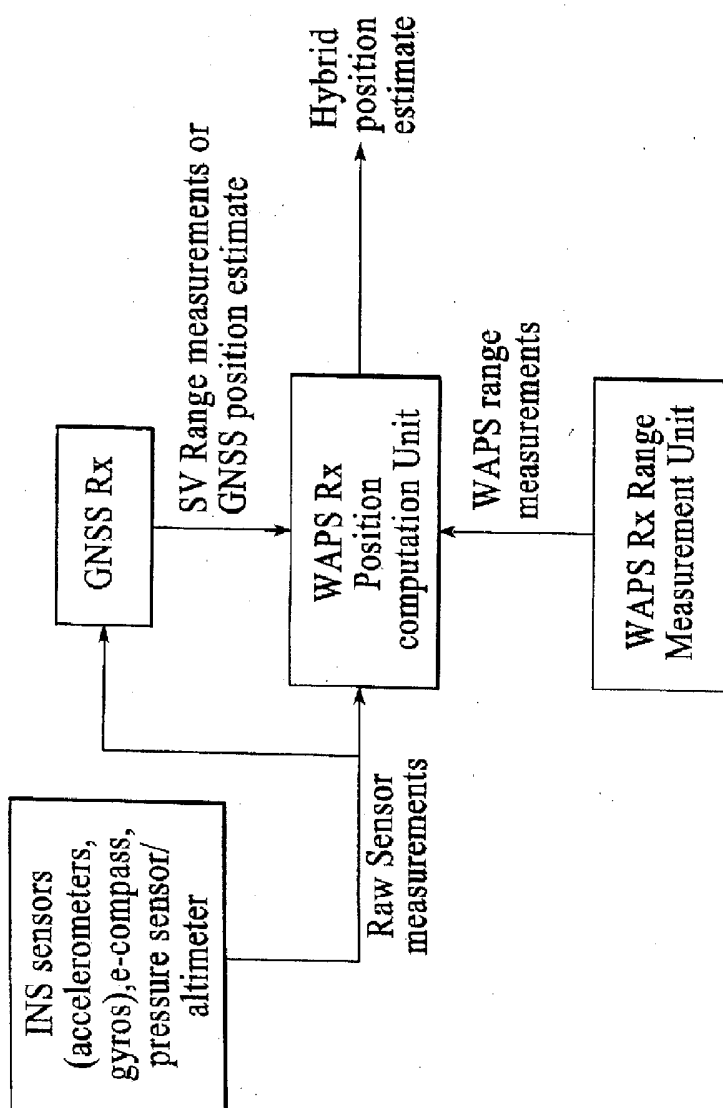 INS sensors
(accelerometers,
gyros),e-compass,
pressure sensor/
altimeter
GNSS Rx
SV Range measurements or
GNSS position estimate
Raw Sensor
measurements
WAPS Rx
Position
computation Unit
Hybrid
position
estimate
WAPS range
measurements
WAPS Rx Range
Measurement Unit